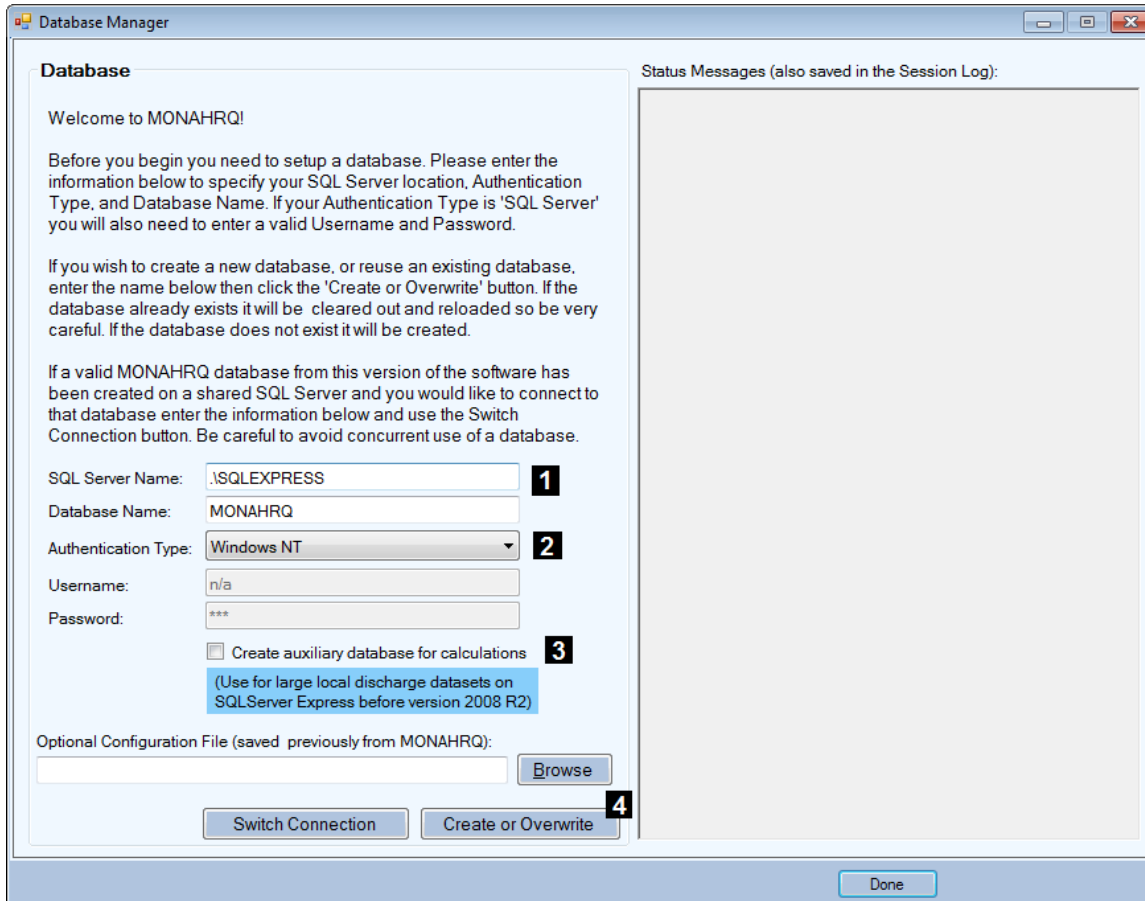 Database Manager
Database
Status Messages (also saved in the Session Log):
Welcome to MONAHRQ!
Before you begin you need to setup a database. Please enter the
information below to specify your SQL Server location, Authentication
Type, and Database Name. If your Authentication Type is 'SQL Server'
you will also need to enter a valid Username and Password.
If you wish to create a new database, or reuse an existing database,
enter the name below then click the 'Create or Overwrite' button. If the
database already exists it will be cleared out and reloaded so be very
careful. If the database does not exist it will be created.
If a valid MONAHRQ database from this version of the software has
been created on a shared SQL Server and you would like to connect to
that database enter the information below and use the Switch
Connection button. Be careful to avoid concurrent use of a database.
SQL Server Name: .\SQLEXPRESS 1
Database Name: MONAHRQ
Authentication Type: Windows NT 2
Username: n/a
Password: ***
Create auxiliary database for calculations 3
(Use for large local discharge datasets on
SQLServer Express before version 2008 R2)
Optional Configuration File (saved previously from MONAHRQ):
Browse
4
Switch Connection Create or Overwrite
Done